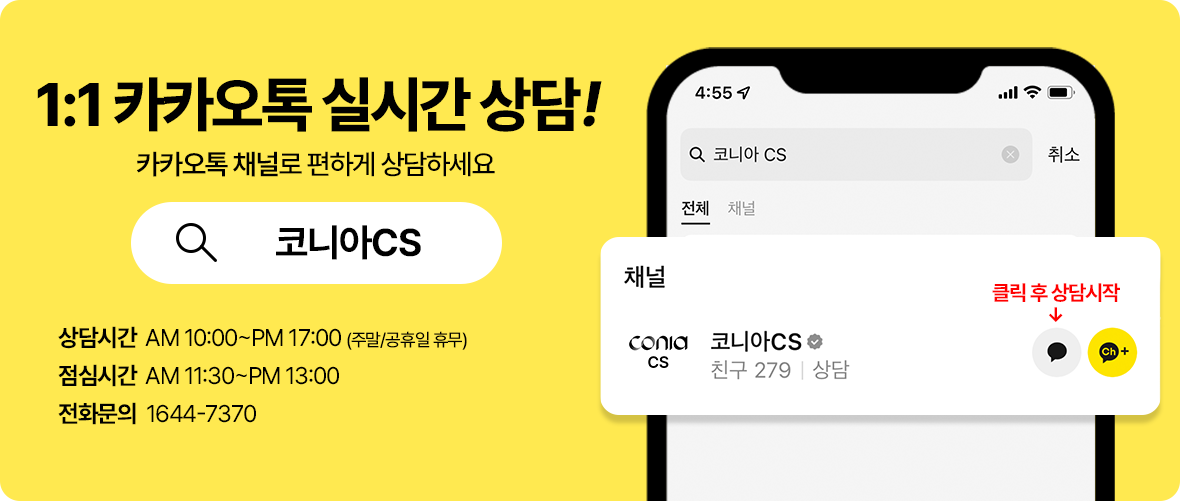 1:1 카카오톡 실시간 상담!
카카오톡 채널로 편하게 상담하세요
코니아CS
상담시간 AM 10:00~PM 17:00 (주말/공휴일 휴무)
점심시간 AM 11:30~PM 13:00
전화문의 1644-7370
4:55
코니아 CS 취소
전체 채널
채널
클릭 후 상담시작
conia
CS
코니아CS
친구 279 | 상담
Ch+